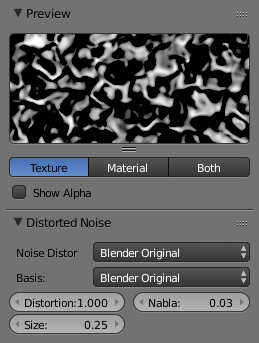 Preview
Texture Material Both
Show Alpha
Distorted Noise
Noise Distor Blender Original
Basis: Blender Original
Distortion:1.000 Nabla: 0.03
Size: 0.25